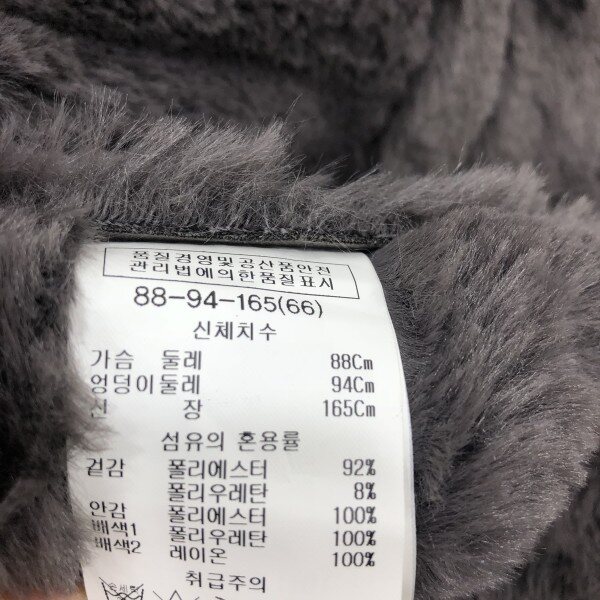 품질경영및공산품안전
관리법에의한품질표시
88-94-165(66)
신체치수
가슴 둘레 88Cm
엉덩이둘레 94Cm
신 장 165Cm
섬유의 혼용률
겉감 폴리에스터 92%
폴리우레탄 8%
안감 폴리에스터 100%
배색1 폴리우레탄 100%
배색2 레이온 100%
취급주의